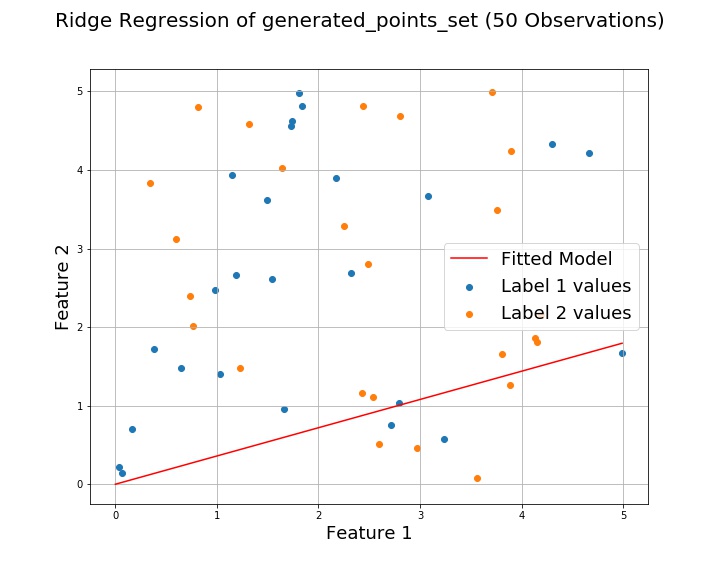 Ridge Regression of generated_points_set (50 Observations)
5
4
3
2
1
0
Feature 2
Fitted Model
Label 1 values
Label 2 values
0 1 2 3 4 5
Feature 1